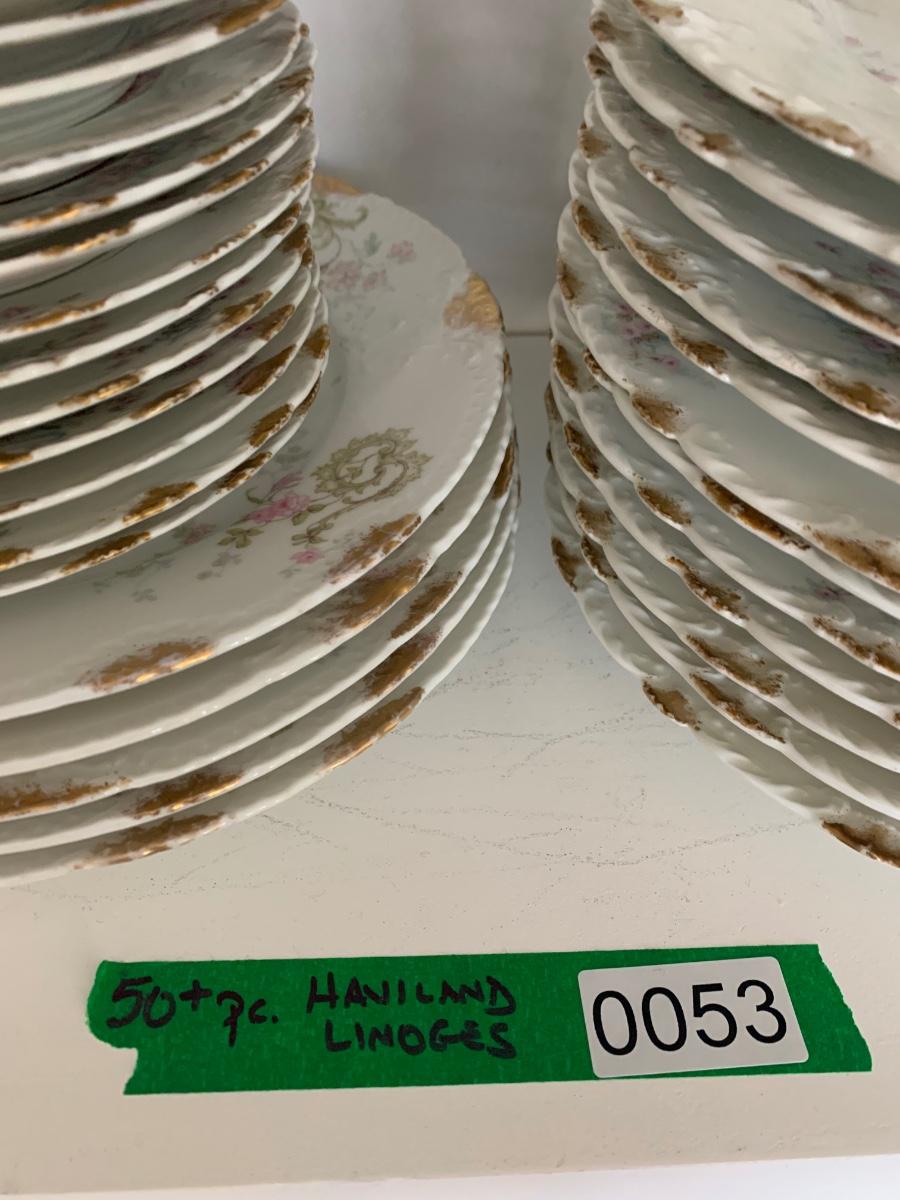 50+ pc. HAVILAND 0053
LIMOGES